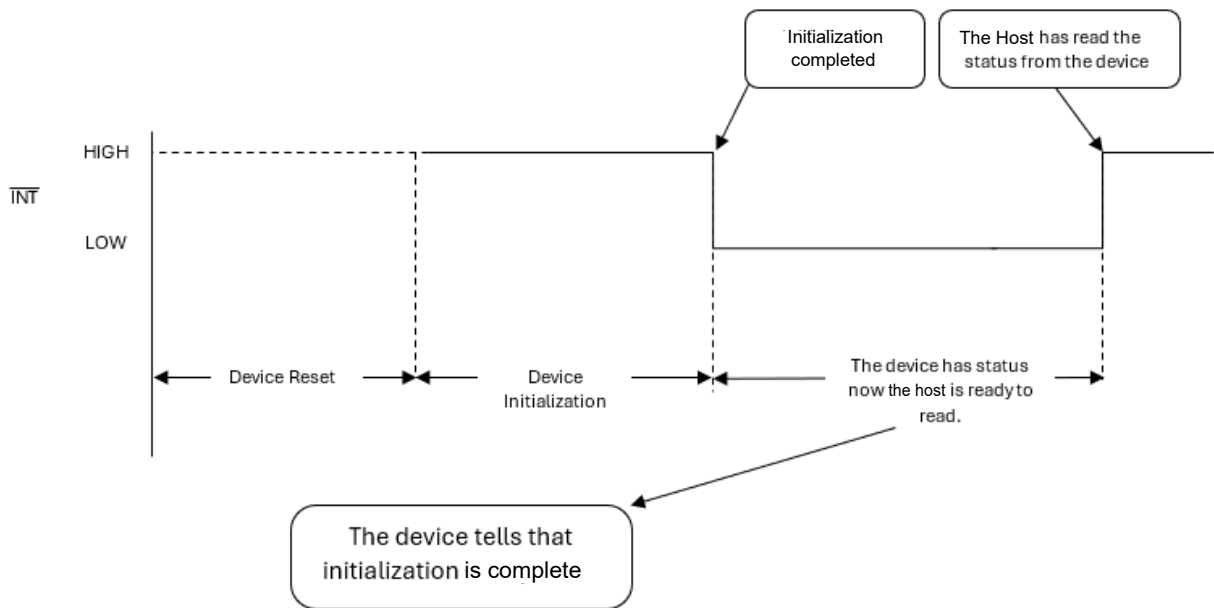 Initialization
completed
The Host has read the
status from the device
HIGH
INT
LOW
Device Reset
Device
Initialization
The device has status
now the host is ready to
read.
The device tells that
initialization is complete